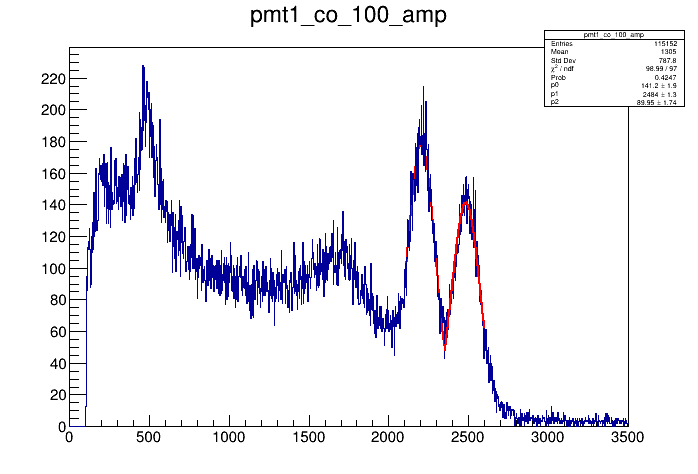 pmt1_co_100_amp
pmt1_co_100_amp
Entries 115152
Mean 1305
Std Dev 787.8
χ² / ndf 98.99 / 97
Prob 0.4247
p0 141.2 ± 1.9
p1 2484 ± 1.3
p2 89.95 ± 1.74
220
200
180
160
140
120
100
80
60
40
20
0
0 500 1000 1500 2000 2500 3000 3500